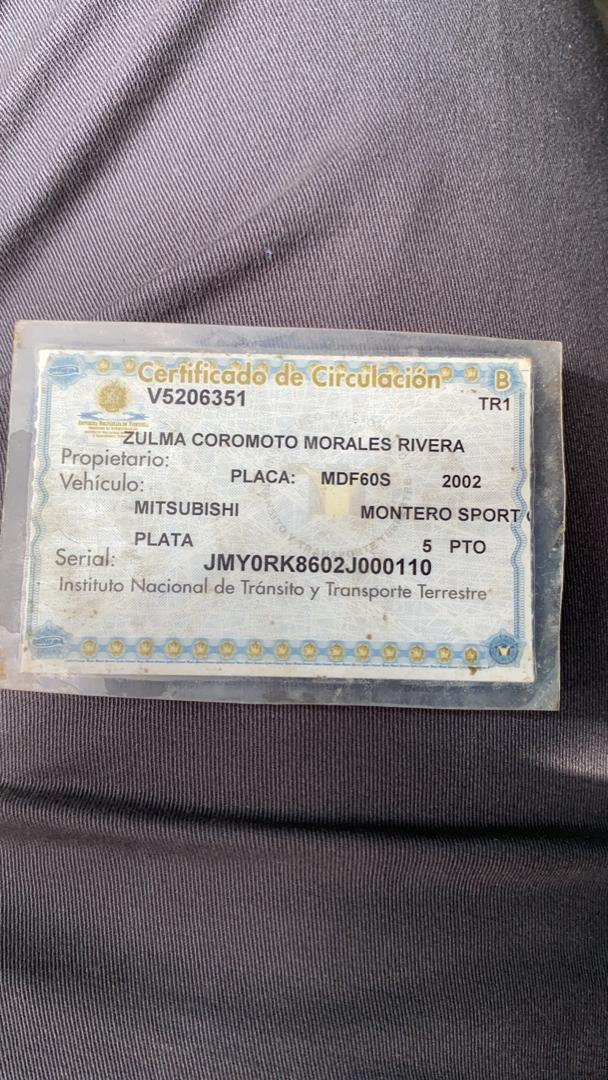 Certificado de Circulación B
V5206351 TR1
ZULMA COROMOTO MORALES RIVERA
Propietario:
Vehículo: PLACA: MDF60S 2002
MITSUBISHI MONTERO SPORT
PLATA 5 PTO
Serial: JMY0RK8602J000110
Instituto Nacional de Tránsito y Transporte Terrestre